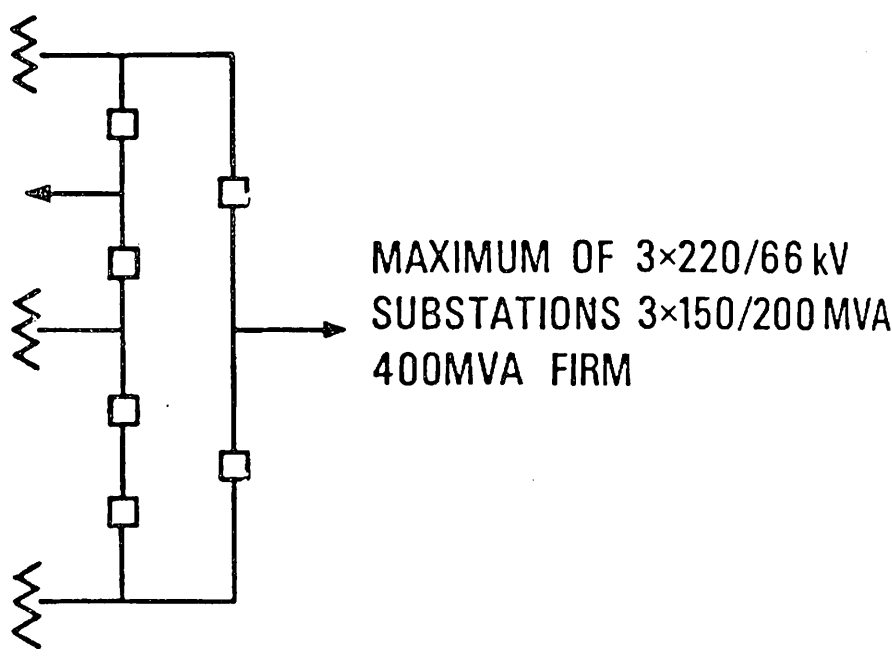 MAXIMUM OF 3×220/66 kV
SUBSTATIONS 3×150/200 MVA
400MVA FIRM